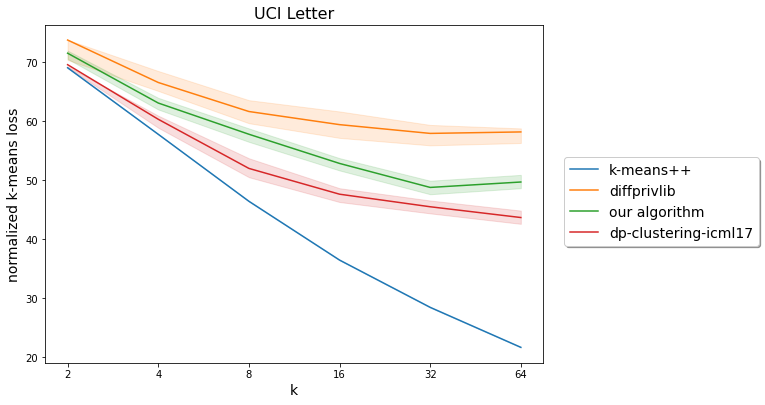 UCI Letter
normalized k-means loss
70
60
50
40
30
20
2 4 8 16 32 64
k
k-means++
diffprivlib
our algorithm
dp-clustering-icml17